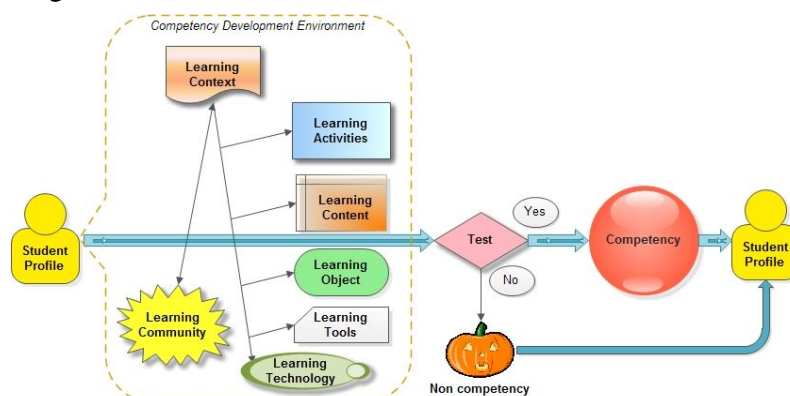 Competency Development Environment
Learning
Context
Learning
Activities
Learning
Content
Student
Profile
Test
Yes
Competency
Student
Profile
No
Learning
Object
Learning
Community
Learning
Tools
Learning
Technology
Non competency